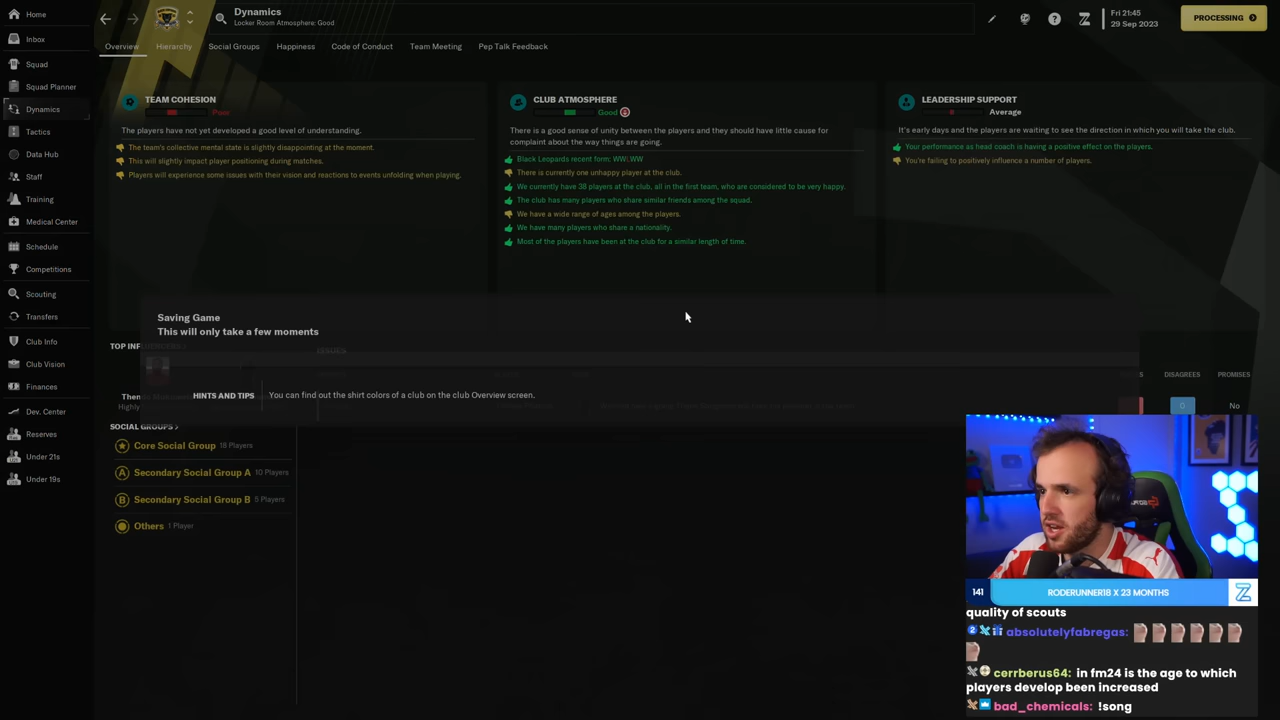 Home
Inbox
Squad
Squad Planner
Dynamics
Tactics
Data Hub
Staff
Training
Medical Center
Schedule
Competitions
Scouting
Transfers
Club Info
Club Vision
Finances
Dev. Center
Reserves
Under 21s
Under 19s
Dynamics
Locker Room Atmosphere: Good
Fri 21:45
29 Sep 2023
PROCESSING
Overview Hierarchy Social Groups Happiness Code of Conduct Team Meeting Pep Talk Feedback
TEAM COHESION
Poor
The players have not yet developed a good level of understanding.
The team's collective mental state is slightly disappointing at the moment.
This will slightly impact player positioning during matches.
Players will experience some issues with their vision and reactions to events unfolding when playing.
CLUB ATMOSPHERE
Good
There is a good sense of unity between the players and they should have little cause for
complaint about the way things are going.
Black Leopards recent form: WW|WW
There is currently one unhappy player at the club.
We currently have 38 players at the club, all in the first team, who are considered to be very happy.
The club has many players who share similar friends among the squad.
We have a wide range of ages among the players.
We have many players who share a nationality.
Most of the players have been at the club for a similar length of time.
LEADERSHIP SUPPORT
Average
It's early days and the players are waiting to see the direction in which you will take the club.
Your performance as head coach is having a positive effect on the players.
You're failing to positively influence a number of players.
Saving Game
This will only take a few moments
HINTS AND TIPS You can find out the shirt colors of a club on the club Overview screen.
ISSUES
DISAGREES PROMISES
0 No
SOCIAL GROUPS >
Core Social Group 18 Players
A Secondary Social Group A 10 Players
B Secondary Social Group B 5 Players
Others 1 Player
141 RODERUNNER1B X 23 MONTHS
quality of scouts
absolutelyfabregas:
cerrberus64: in fm24 is the age to which
players develop been increased
bad_chemicals: !song